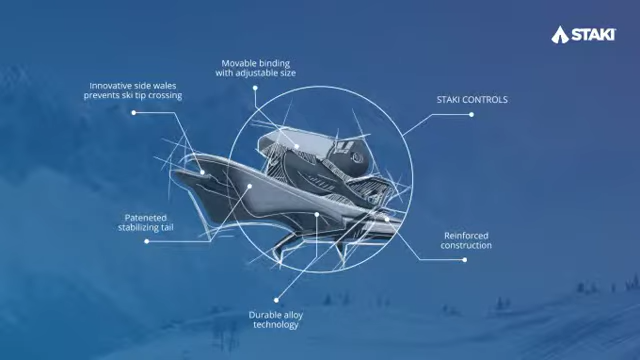 STAKI
Movable binding
with adjustable size
Innovative side wales
prevents ski tip crossing
STAKI CONTROLS
Pateneted
stabilizing tail
Reinforced
construction
Durable alloy
technology